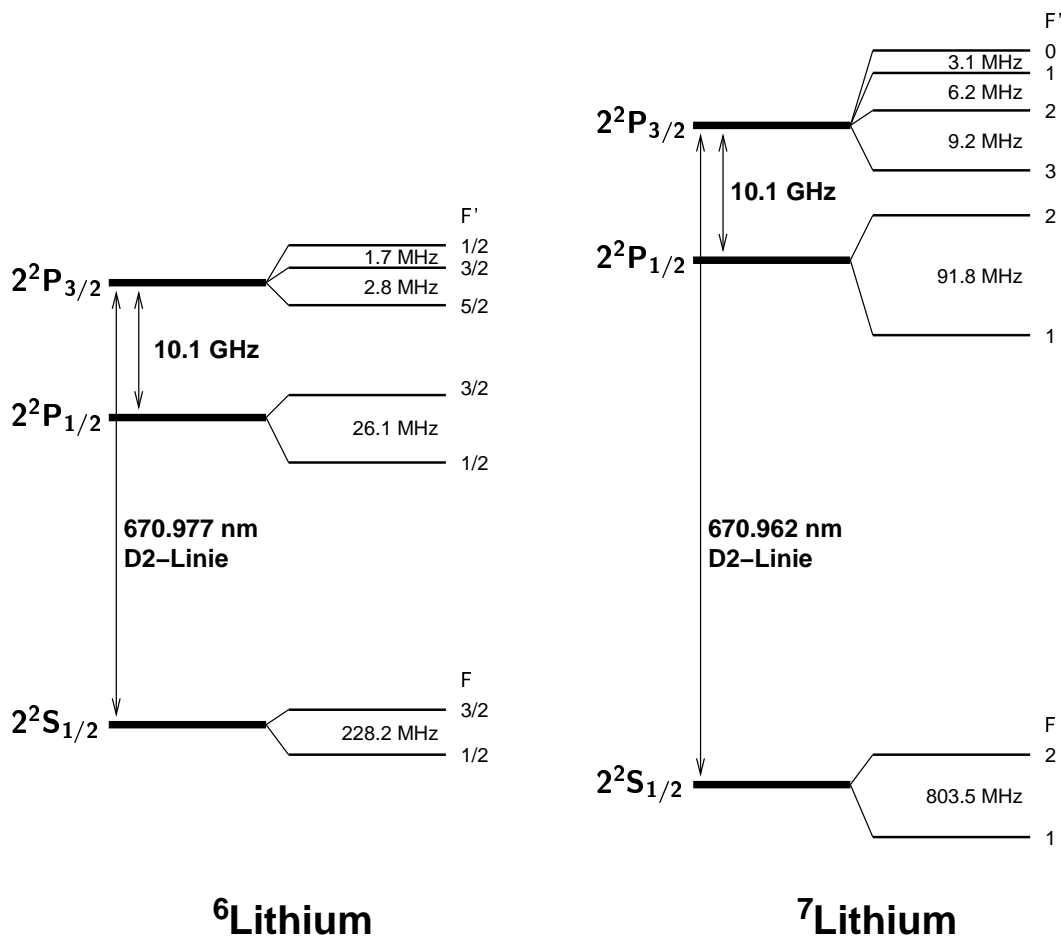 F'
1/2
1.7 MHz
3/2
2²P₃/₂
2.8 MHz
5/2
10.1 GHz
3/2
2²P₁/₂
26.1 MHz
1/2
670.977 nm
D2–Linie
F
3/2
2²S₁/₂
228.2 MHz
1/2
⁶Lithium
F'
0
3.1 MHz
1
6.2 MHz
2
2²P₃/₂
9.2 MHz
3
10.1 GHz
2
2²P₁/₂
91.8 MHz
1
670.962 nm
D2–Linie
F
2
2²S₁/₂
803.5 MHz
1
⁷Lithium